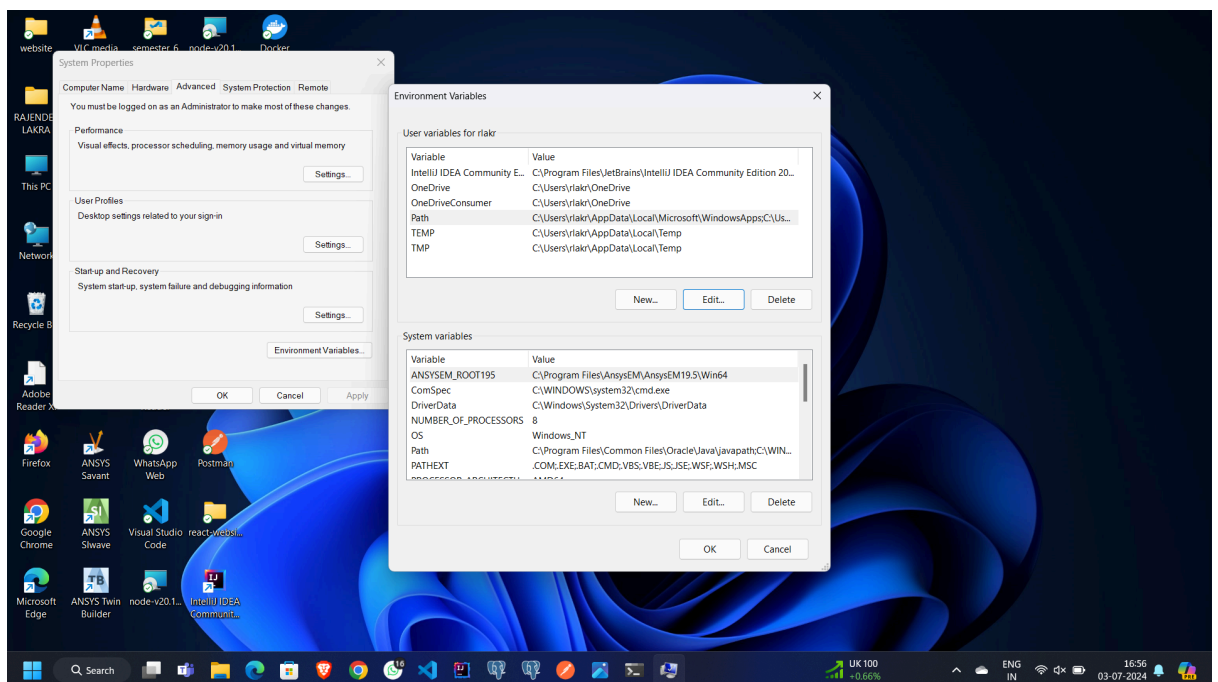 website
VLC media
semester 6
node-v20.1...
Docker
System Properties
Computer Name
Hardware
Advanced
System Protection
Remote
You must be logged on as an Administrator to make most of these changes.
Performance
Visual effects, processor scheduling, memory usage and virtual memory
Settings...
User Profiles
Desktop settings related to your sign-in
Settings...
Start-up and Recovery
System start-up, system failure and debugging information
Settings...
Environment Variables...
OK
Cancel
Apply
RAJENDE
LAKRA
This PC
Network
Recycle B
Adobe
Reader X
Environment Variables
User variables for rlakr
Variable Value
IntelliJ IDEA Community E... C:\Program Files\JetBrains\IntelliJ IDEA Community Edition 20...
OneDrive C:\Users\rlakr\OneDrive
OneDriveConsumer C:\Users\rlakr\OneDrive
Path C:\Users\rlakr\AppData\Local\Microsoft\WindowsApps;C:\Us...
TEMP C:\Users\rlakr\AppData\Local\Temp
TMP C:\Users\rlakr\AppData\Local\Temp
New...
Edit...
Delete
System variables
Variable Value
ANSYSEM_ROOT195 C:\Program Files\AnsysEM\AnsysEM19.5\Win64
ComSpec C:\WINDOWS\system32\cmd.exe
DriverData C:\Windows\System32\Drivers\DriverData
NUMBER_OF_PROCESSORS 8
OS Windows_NT
Path C:\Program Files\Common Files\Oracle\Java\javapath;C:\WIN...
PATHEXT .COM;.EXE;.BAT;.CMD;.VBS;.VBE;.JS;.JSE;.WSF;.WSH;.MSC
New...
Edit...
Delete
OK
Cancel
Firefox
ANSYS
Savant
WhatsApp
Web
Postman
Google
Chrome
ANSYS
SIwave
Visual Studio
Code
react-websi...
Microsoft
Edge
ANSYS Twin
Builder
node-v20.1...
IntelliJ IDEA
Communit...
Search
16
UK 100
+0.66%
ENG
IN
16:56
03-07-2024